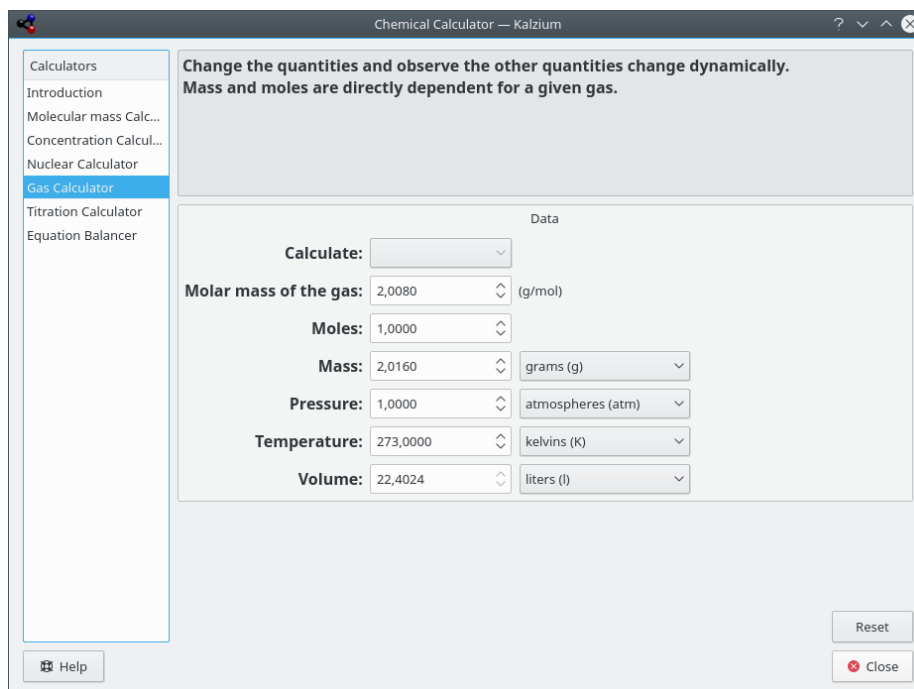 Chemical Calculator — Kalzium
Calculators
Introduction
Molecular mass Calc...
Concentration Calcul...
Nuclear Calculator
Gas Calculator
Titration Calculator
Equation Balancer
Change the quantities and observe the other quantities change dynamically.
Mass and moles are directly dependent for a given gas.
Data
Calculate:
Molar mass of the gas: 2,0080 (g/mol)
Moles: 1,0000
Mass: 2,0160 grams (g)
Pressure: 1,0000 atmospheres (atm)
Temperature: 273,0000 kelvins (K)
Volume: 22,4024 liters (l)
Reset
Help
Close